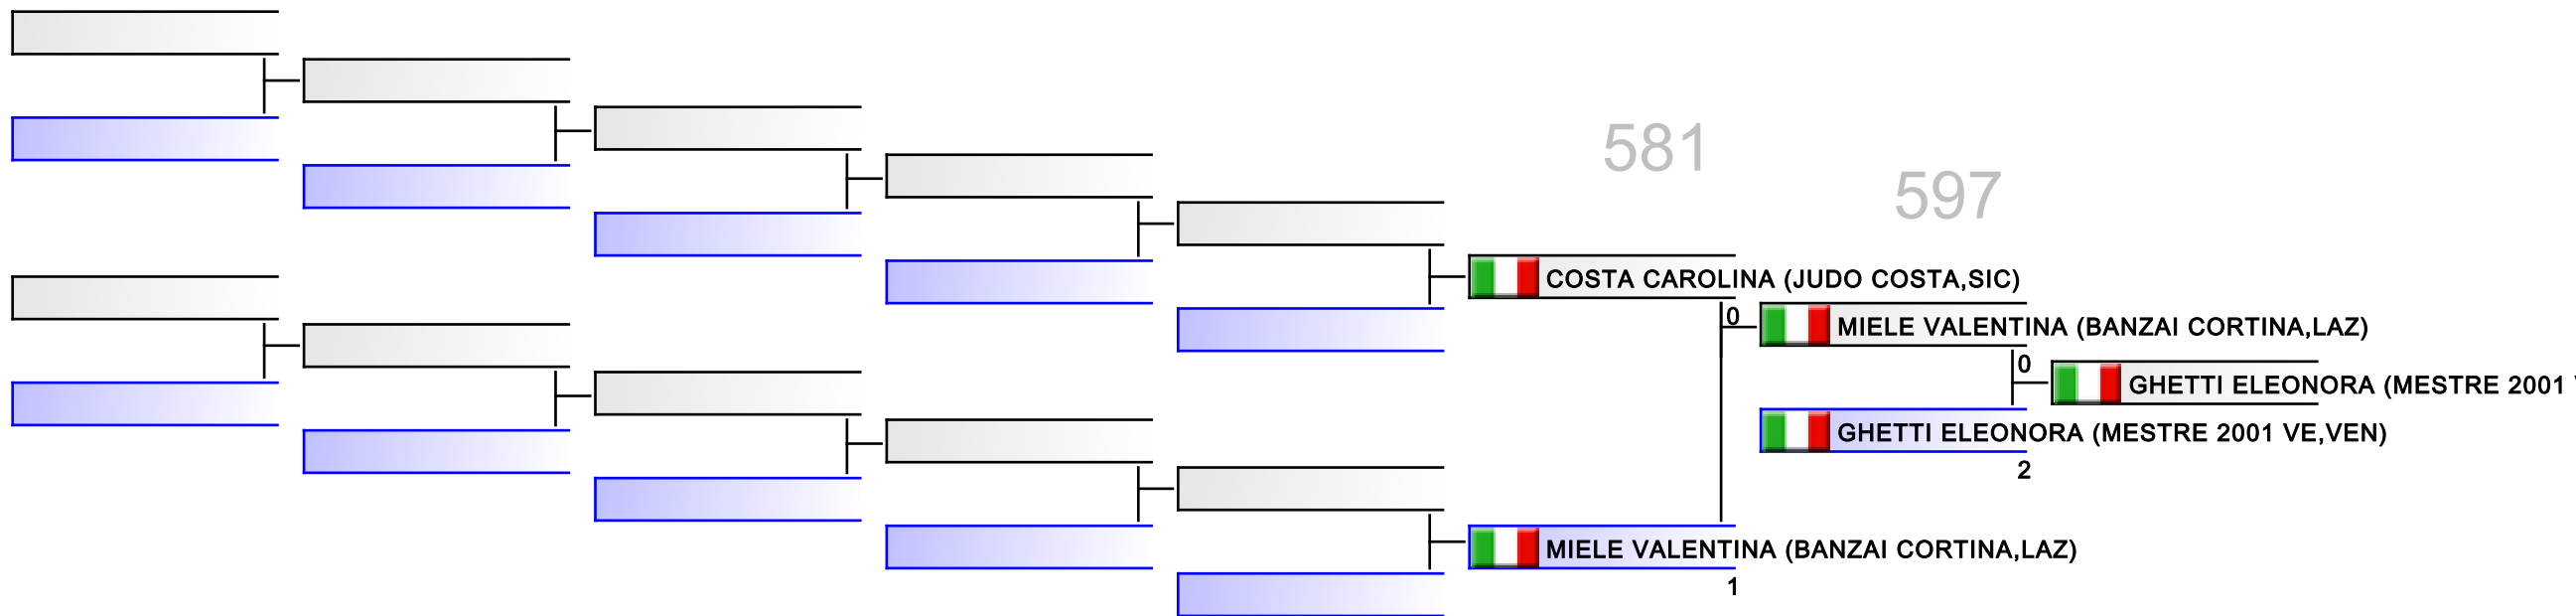 581
597
COSTA CAROLINA (JUDO COSTA,SIC)
0
MIELE VALENTINA (BANZAI CORTINA,LAZ)
0
GHETTI ELEONORA (MESTRE 2001
GHETTI ELEONORA (MESTRE 2001 VE,VEN)
2
MIELE VALENTINA (BANZAI CORTINA,LAZ)
1